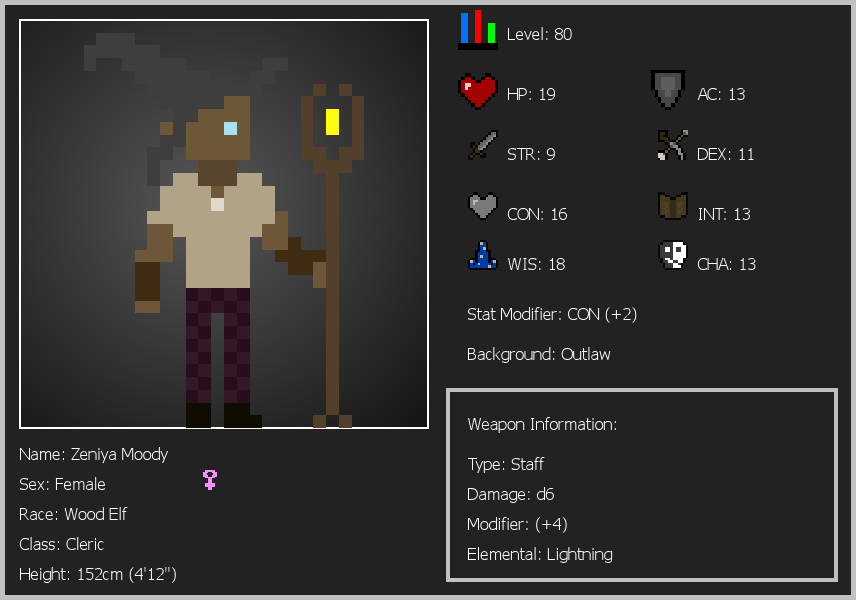 Level: 80
HP: 19
AC: 13
STR: 9
DEX: 11
CON: 16
INT: 13
WIS: 18
CHA: 13
Stat Modifier: CON (+2)
Background: Outlaw
Weapon Information:
Type: Staff
Damage: d6
Modifier: (+4)
Elemental: Lightning
Name: Zeniya Moody
Sex: Female
Race: Wood Elf
Class: Cleric
Height: 152cm (4'12")